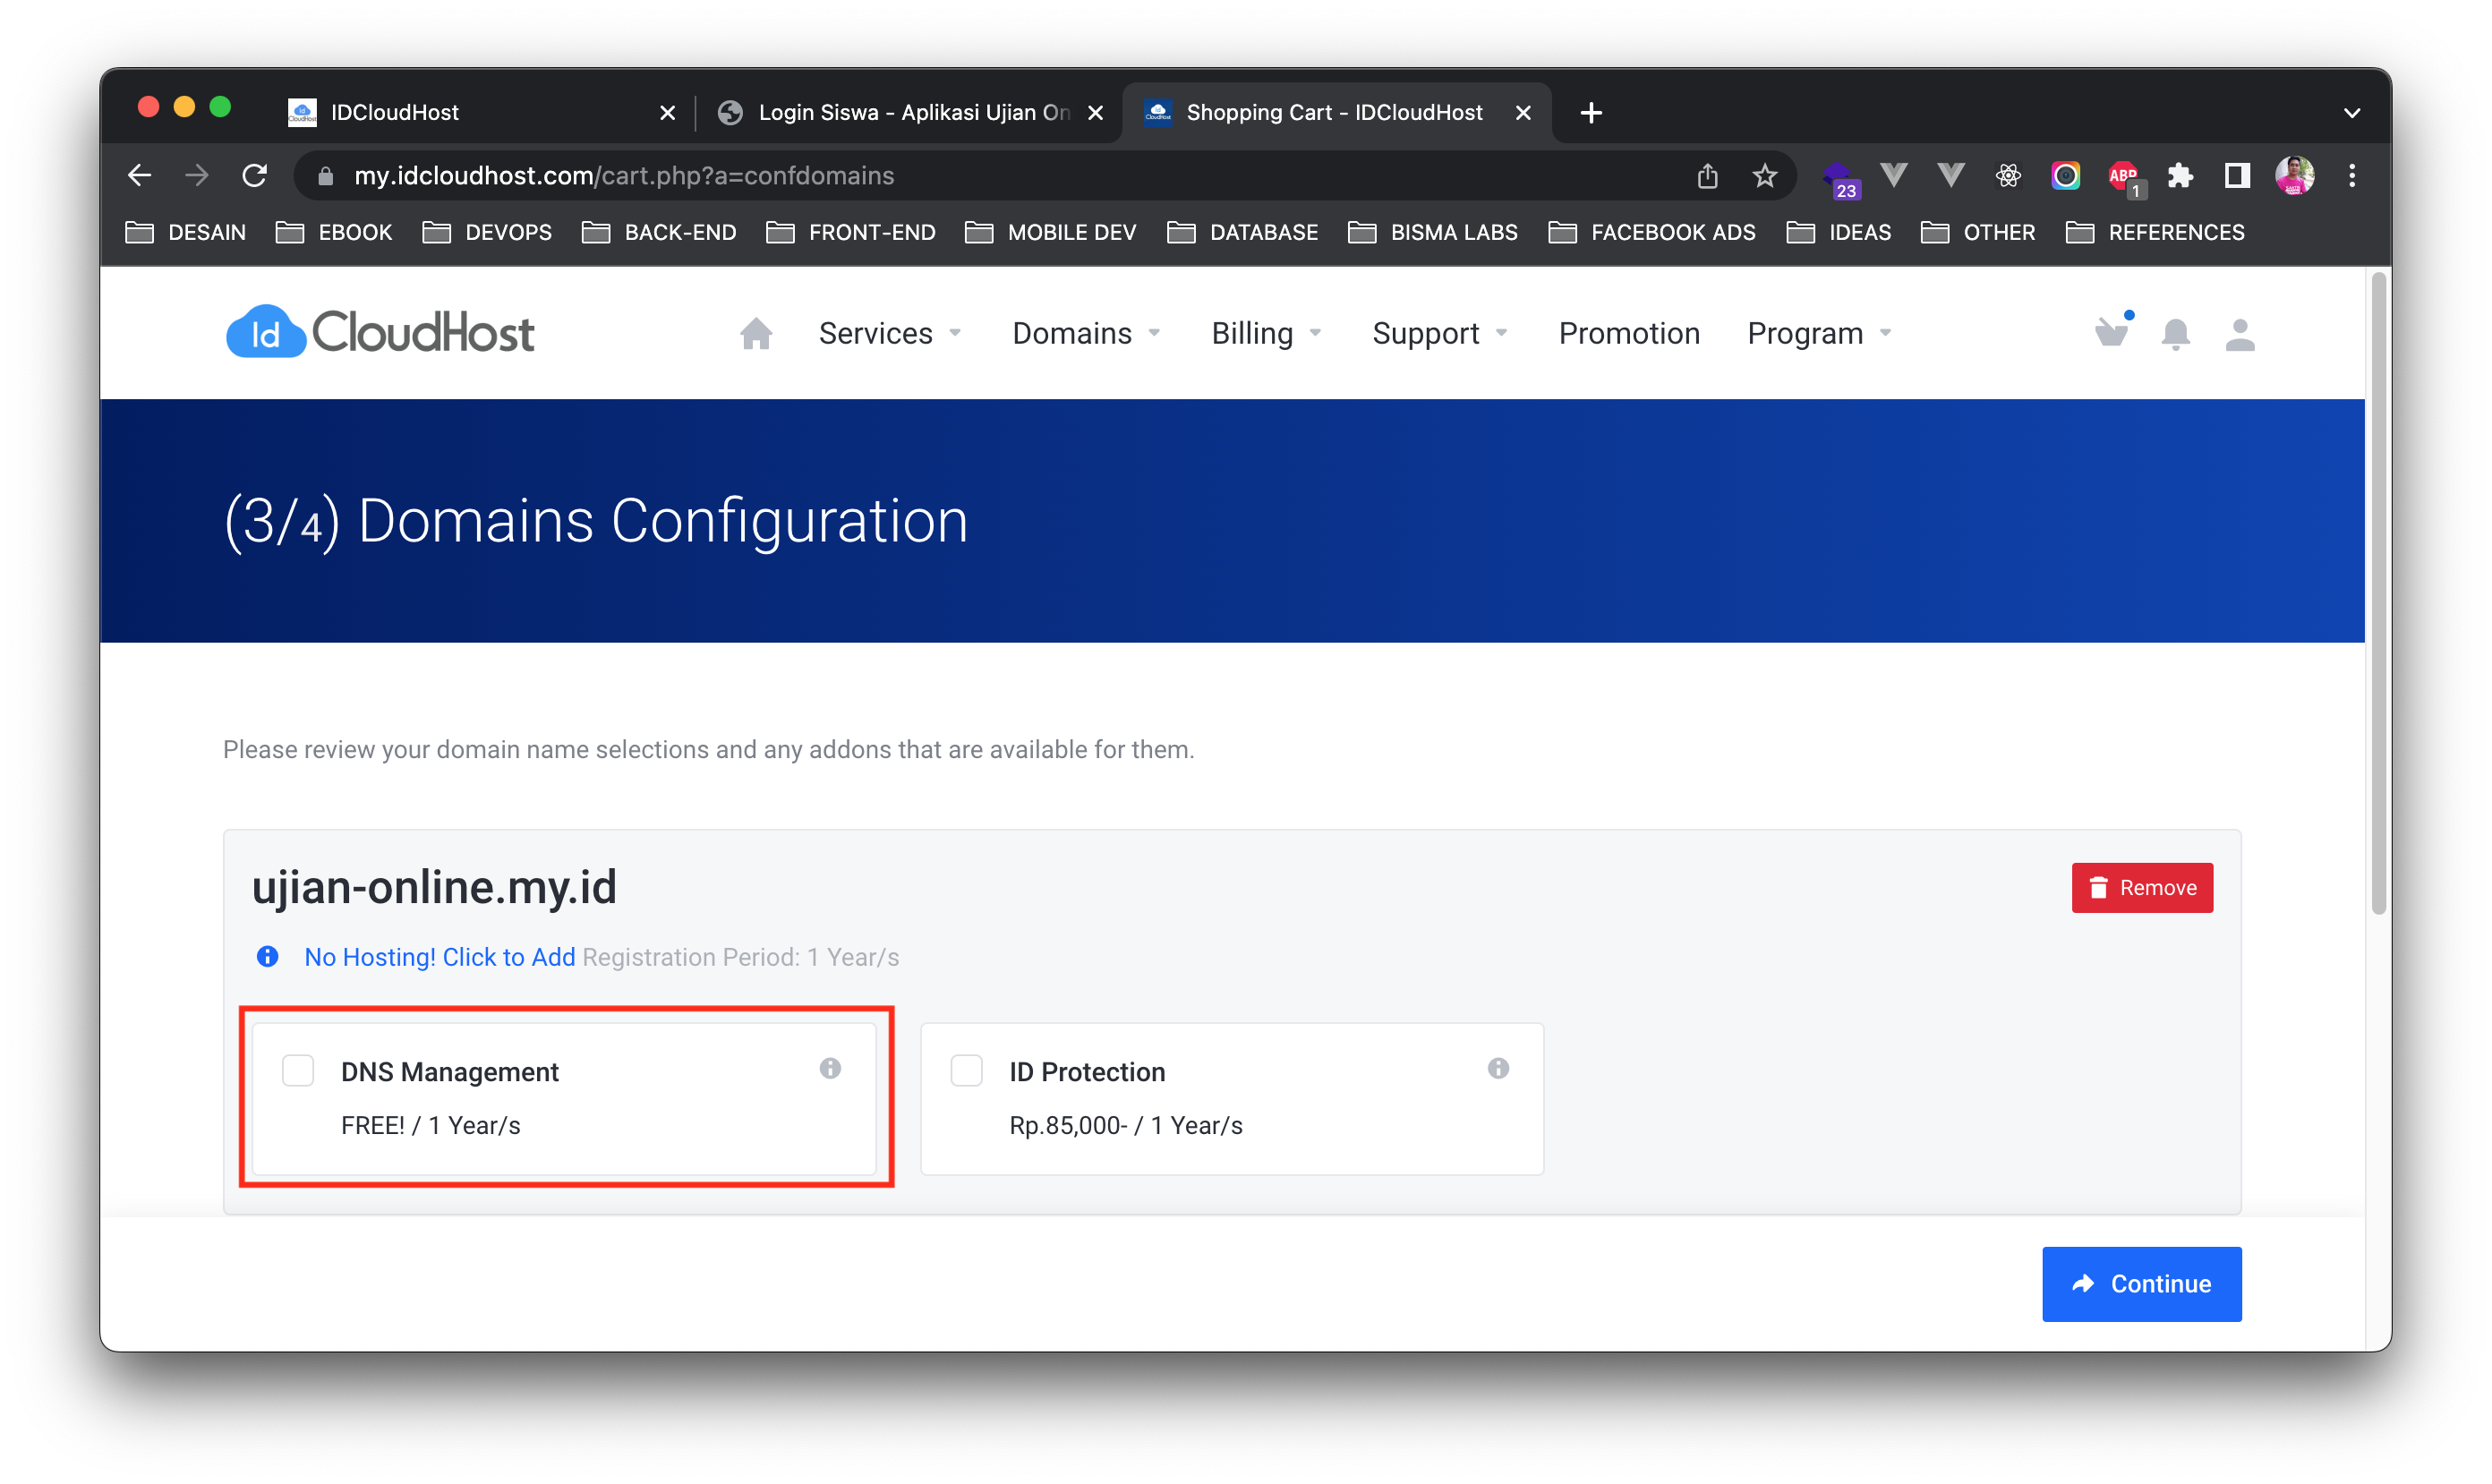 IDCloudHost
Login Siswa - Aplikasi Ujian On
Shopping Cart - IDCloudHost
my.idcloudhost.com/cart.php?a=confdomains
23
ABP
1
DESAIN
EBOOK
DEVOPS
BACK-END
FRONT-END
MOBILE DEV
DATABASE
BISMA LABS
FACEBOOK ADS
IDEAS
OTHER
REFERENCES
Id CloudHost
Services
Domains
Billing
Support
Promotion
Program
(3/4) Domains Configuration
Please review your domain name selections and any addons that are available for them.
ujian-online.my.id
Remove
No Hosting! Click to Add Registration Period: 1 Year/s
DNS Management
FREE! / 1 Year/s
ID Protection
Rp.85,000- / 1 Year/s
Continue